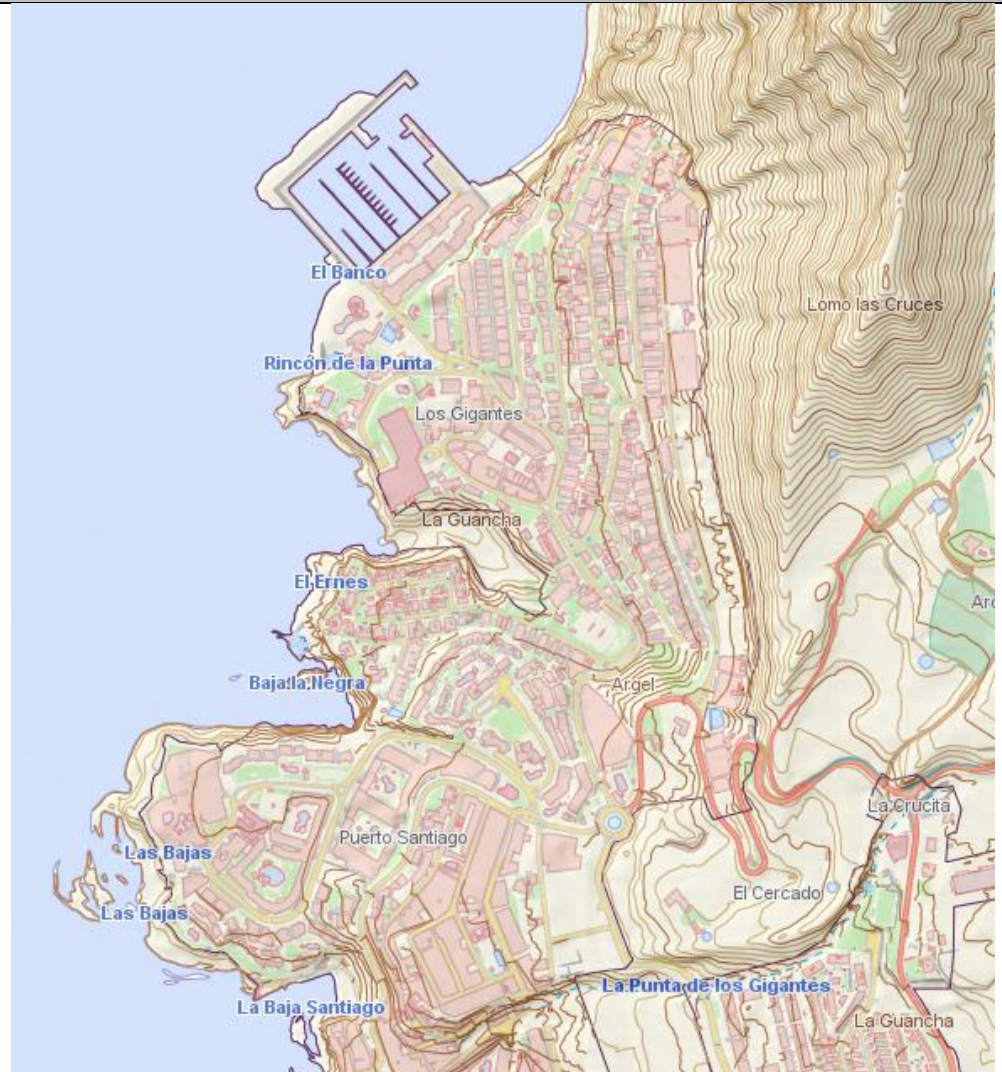 El Banco
Lomo las Cruces
Rincón de la Punta
Los Gigantes
La Guancha
El Ernes
Arc
Baja la Negra
Argel
La Crucita
Puerto Santiago
Las Bajas
El Cercado
Las Bajas
La Punta de los Gigantes
La Baja Santiago
La Guancha